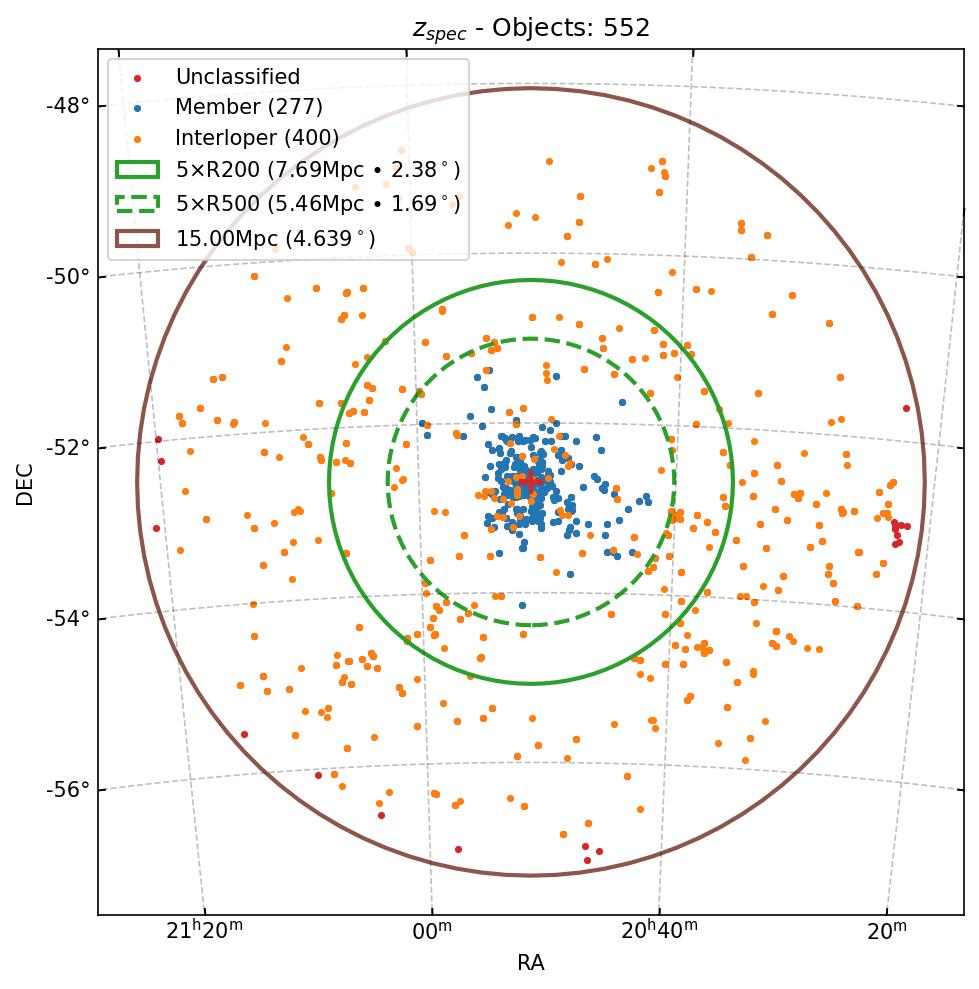 z_spec - Objects: 552
Unclassified
Member (277)
Interloper (400)
5×R200 (7.69Mpc • 2.38°)
5×R500 (5.46Mpc • 1.69°)
15.00Mpc (4.639°)
-48°
-50°
-52°
-54°
-56°
DEC
21h20m
00m
20h40m
20m
RA